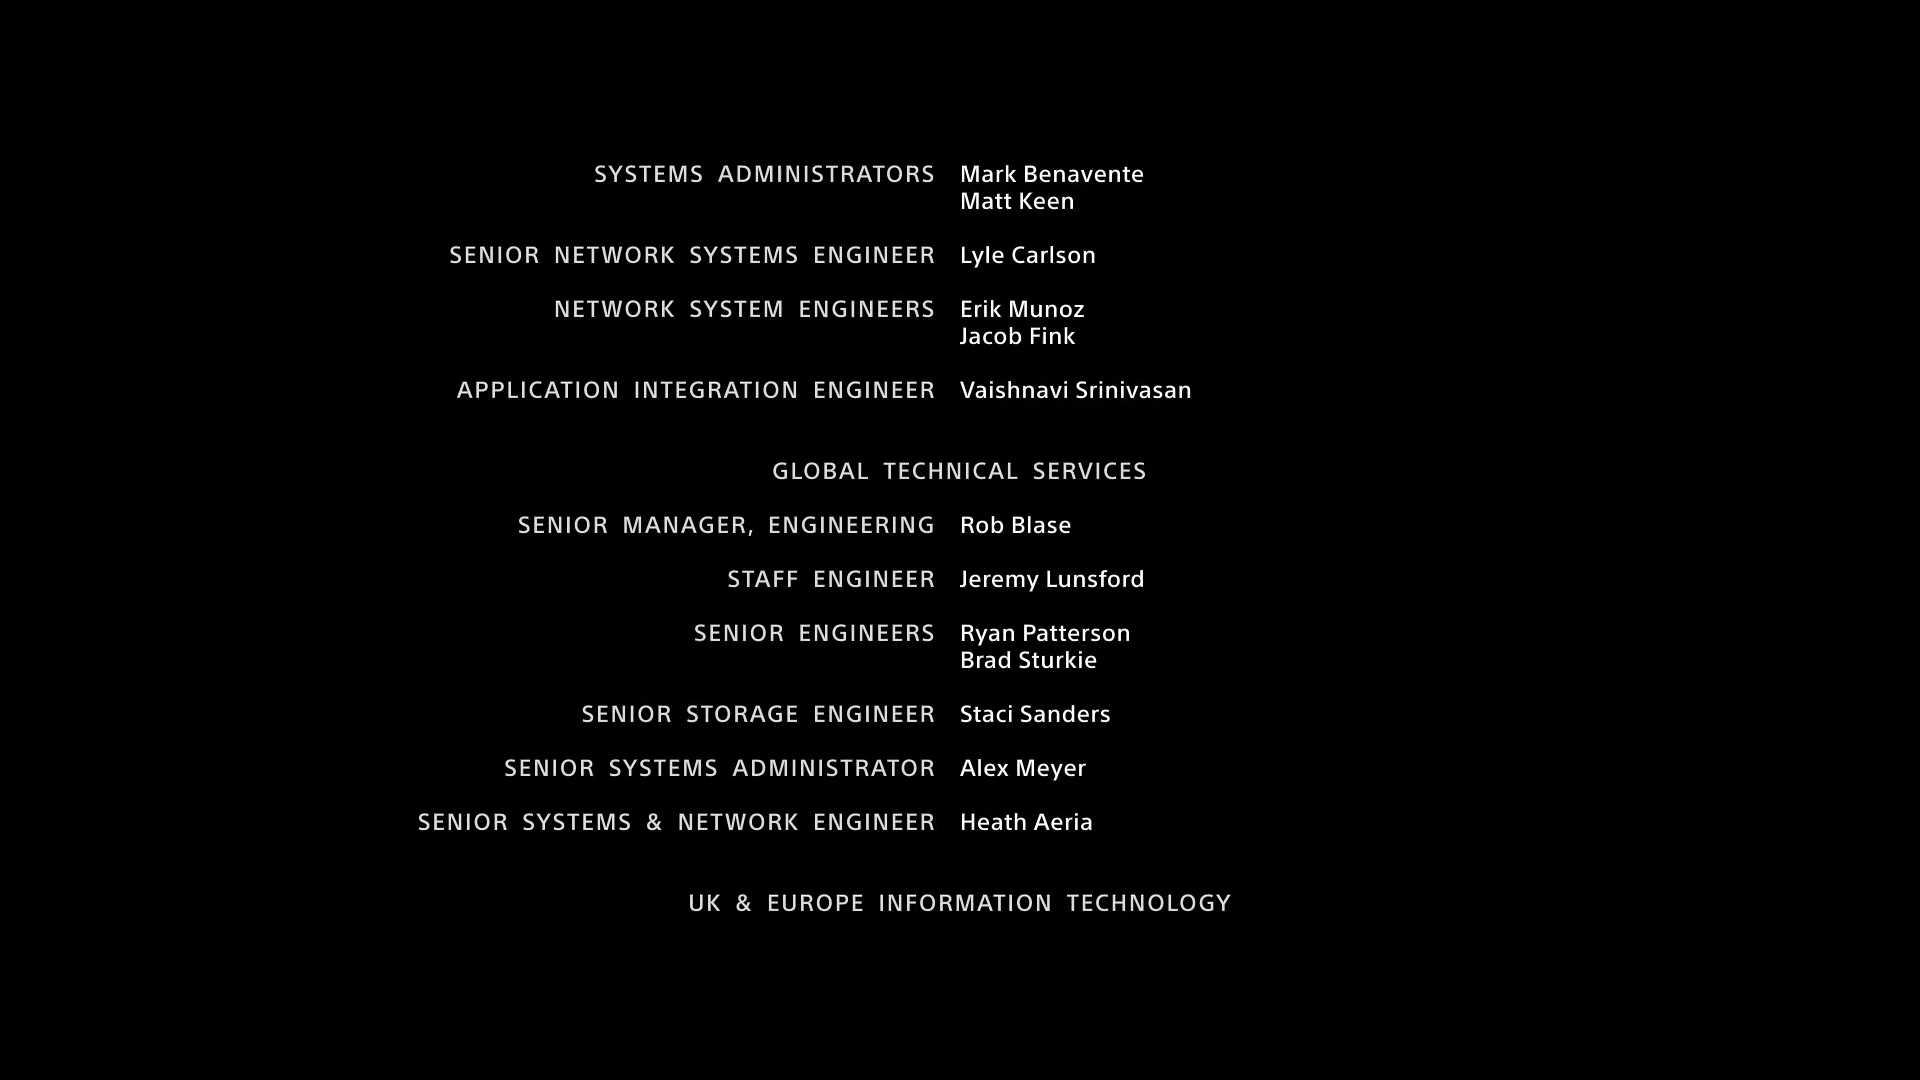 SYSTEMS ADMINISTRATORS Mark Benavente
Matt Keen
SENIOR NETWORK SYSTEMS ENGINEER Lyle Carlson
NETWORK SYSTEM ENGINEERS Erik Munoz
Jacob Fink
APPLICATION INTEGRATION ENGINEER Vaishnavi Srinivasan
GLOBAL TECHNICAL SERVICES
SENIOR MANAGER, ENGINEERING Rob Blase
STAFF ENGINEER Jeremy Lunsford
SENIOR ENGINEERS Ryan Patterson
Brad Sturkie
SENIOR STORAGE ENGINEER Staci Sanders
SENIOR SYSTEMS ADMINISTRATOR Alex Meyer
SENIOR SYSTEMS & NETWORK ENGINEER Heath Aeria
UK & EUROPE INFORMATION TECHNOLOGY